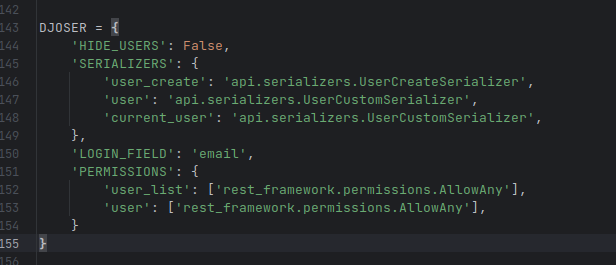 142
143 DJOSER = {
144     'HIDE_USERS': False,
145     'SERIALIZERS': {
146         'user_create': 'api.serializers.UserCreateSerializer',
147         'user': 'api.serializers.UserCustomSerializer',
148         'current_user': 'api.serializers.UserCustomSerializer',
149     },
150     'LOGIN_FIELD': 'email',
151     'PERMISSIONS': {
152         'user_list': ['rest_framework.permissions.AllowAny'],
153         'user': ['rest_framework.permissions.AllowAny'],
154     }
155 }
156